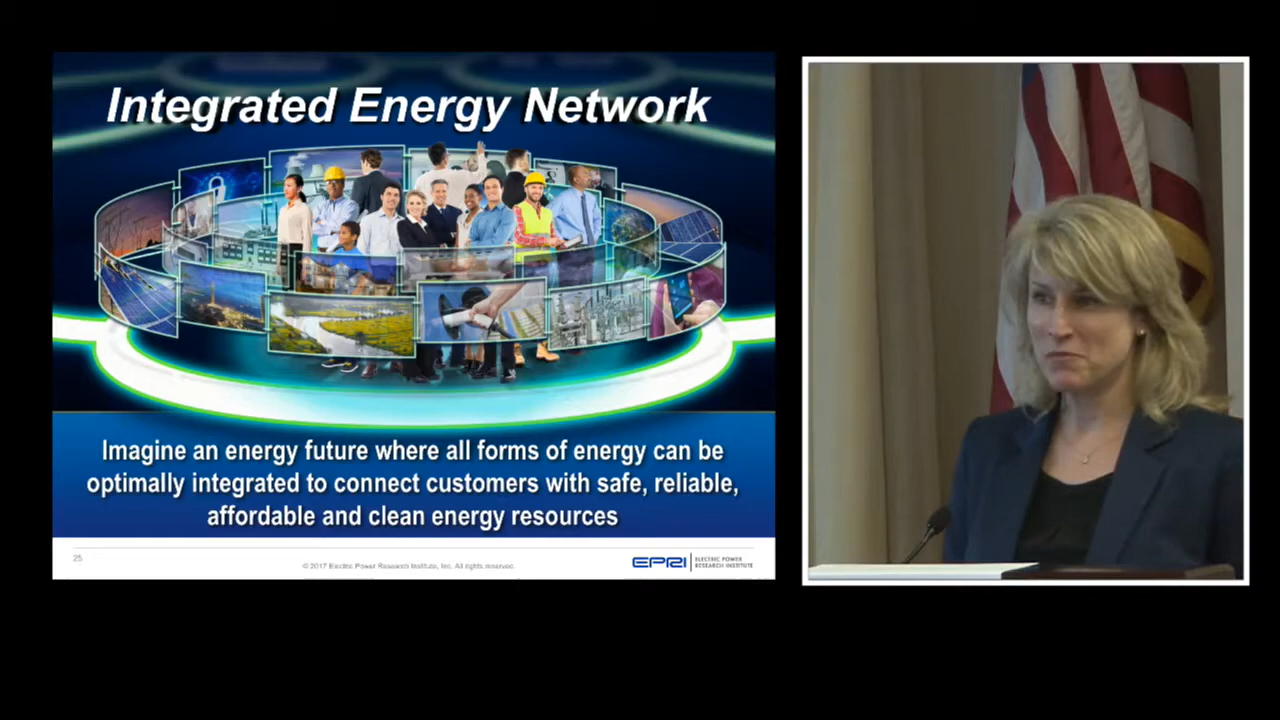 Integrated Energy Network
Imagine an energy future where all forms of energy can be
optimally integrated to connect customers with safe, reliable,
affordable and clean energy resources
25
© 2017 Electric Power Research Institute, Inc. All rights reserved.
EPRI
ELECTRIC POWER
RESEARCH INSTITUTE